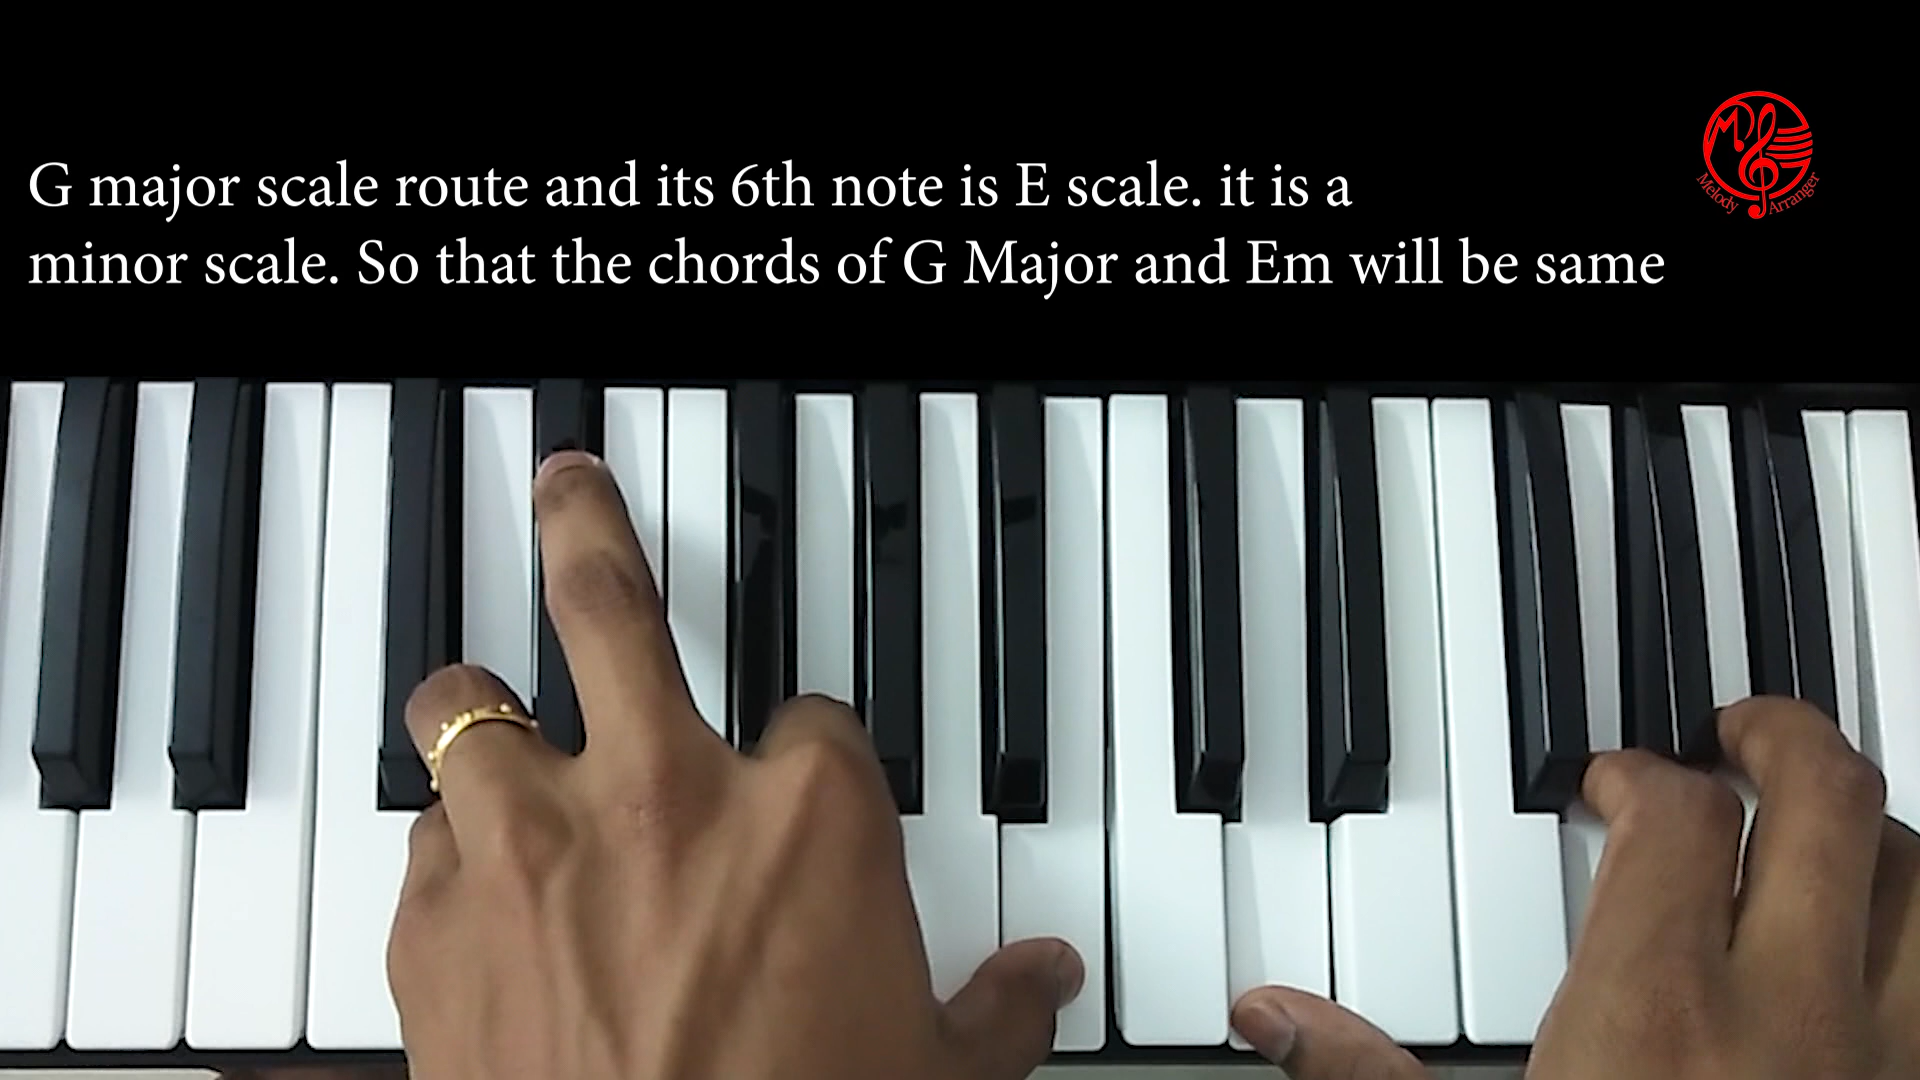 G major scale route and its 6th note is E scale. it is a
minor scale. So that the chords of G Major and Em will be same
Melody Arranger